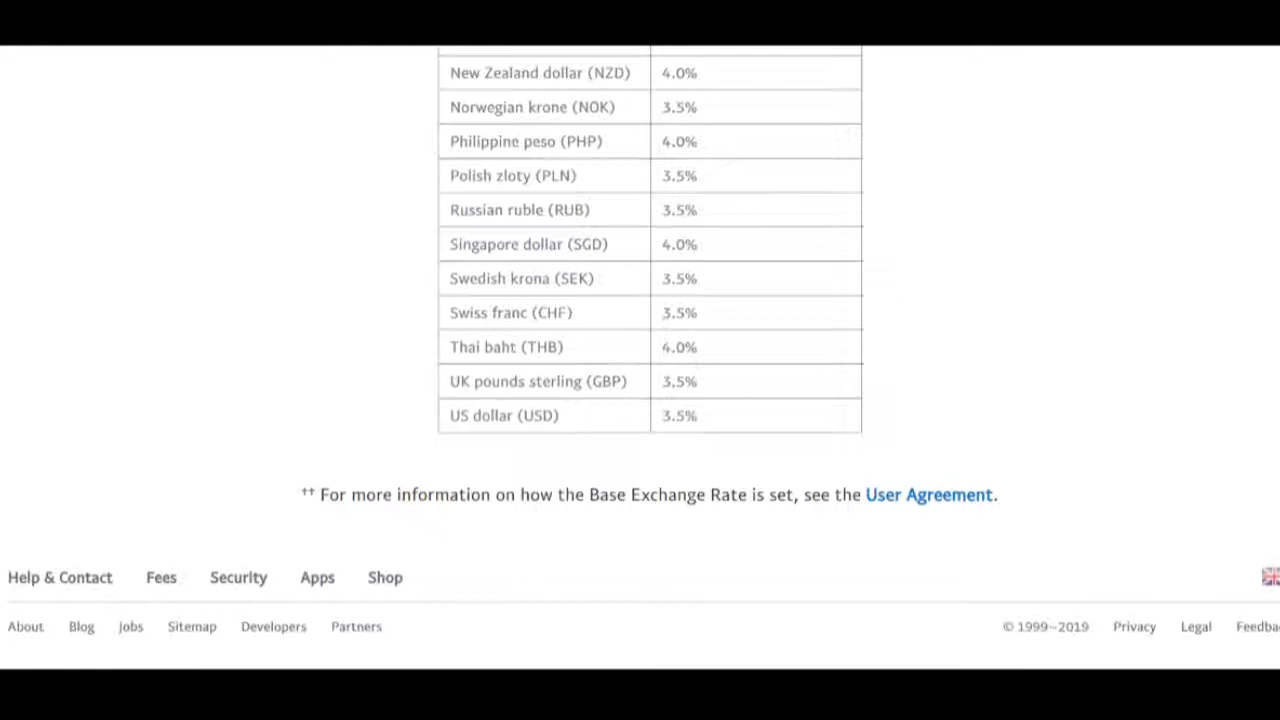 New Zealand dollar (NZD) 4.0%
Norwegian krone (NOK) 3.5%
Philippine peso (PHP) 4.0%
Polish zloty (PLN) 3.5%
Russian ruble (RUB) 3.5%
Singapore dollar (SGD) 4.0%
Swedish krona (SEK) 3.5%
Swiss franc (CHF) 3.5%
Thai baht (THB) 4.0%
UK pounds sterling (GBP) 3.5%
US dollar (USD) 3.5%
†† For more information on how the Base Exchange Rate is set, see the User Agreement.
Help & Contact Fees Security Apps Shop
About Blog Jobs Sitemap Developers Partners © 1999–2019 Privacy Legal Feedba